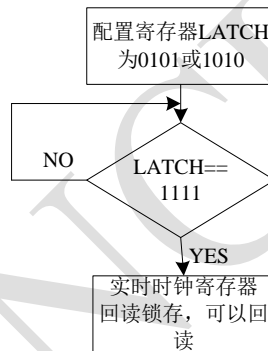 配置寄存器LATCH
为0101或1010
NO
LATCH==
1111
YES
实时时钟寄存器
回读锁存，可以回
读